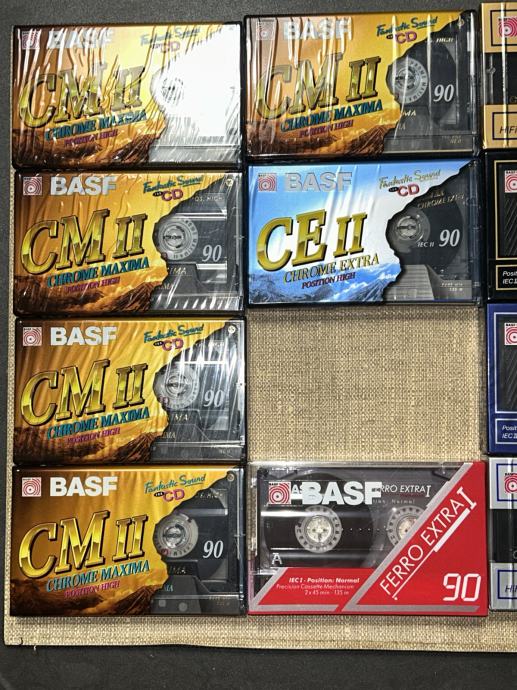 BASF
Fantastic Sound
CD
CM II
CHROME MAXIMA
POSITION HIGH
BASF
Fantastic Sound
CD
CM II
90
CHROME MAXIMA
POSITION HIGH
HIFI
BASF
Fantastic Sound
CD
CM II
90
CHROME MAXIMA
POSITION HIGH
BASF
Fantastic Sound
CD
CHROME EXTRA
CE II
IEC II 90
CHROME EXTRA
POSITION HIGH
135 m
BASF
Fantastic Sound
CD
CM II
90
CHROME MAXIMA
POSITION HIGH
BASF
Fantastic Sound
CD
CM II
90
CHROME MAXIMA
POSITION HIGH
BASF
FERRO EXTRA I
A
IEC I · Position: Normal
Precision Cassette Mechanism
2 x 45 min · 135 m
FERRO EXTRA I
90